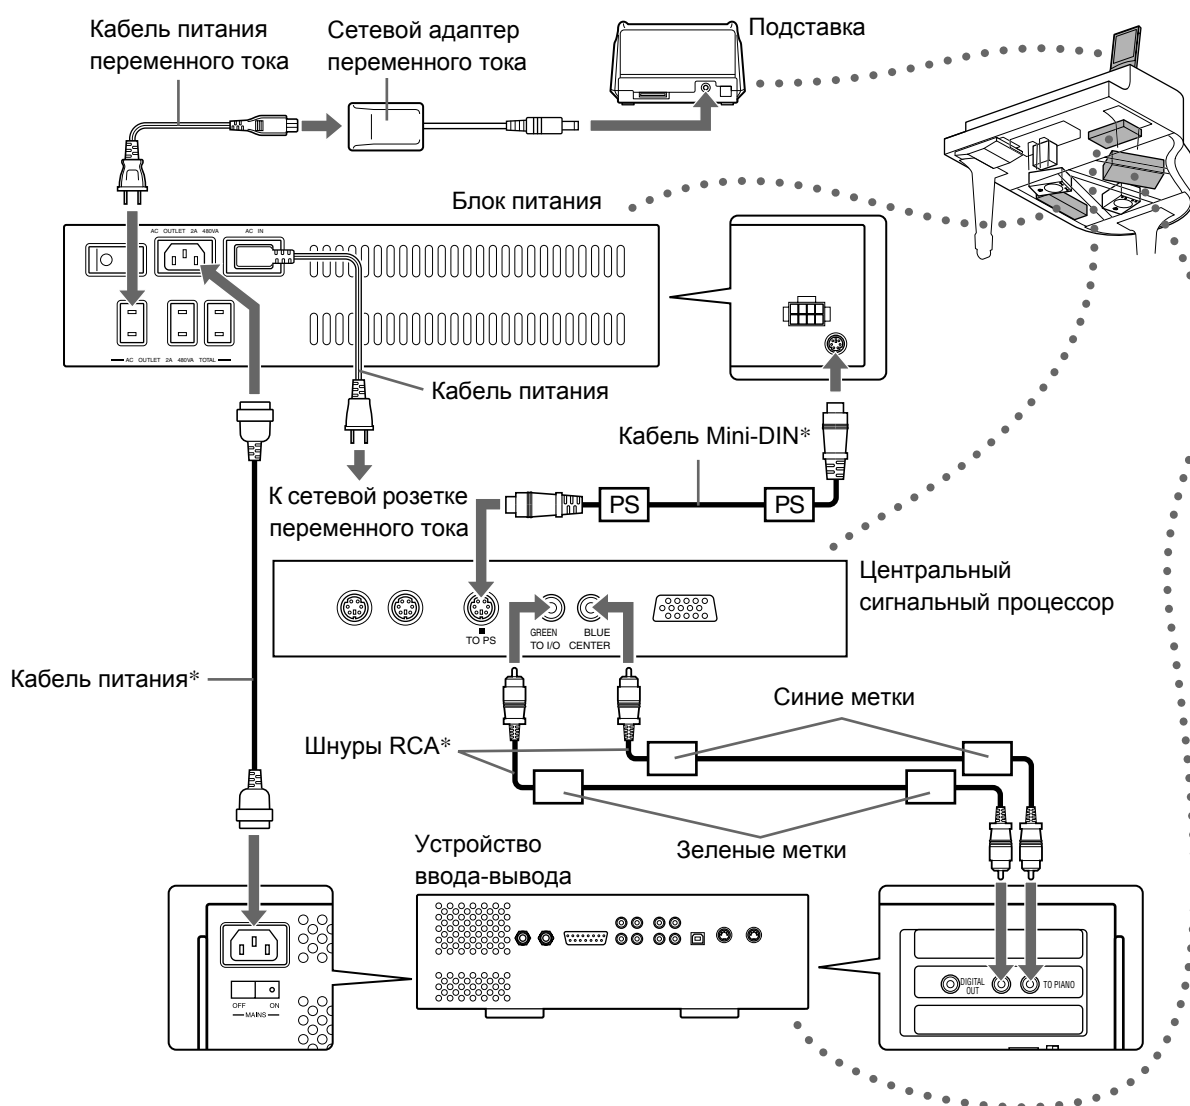 Кабель питания
переменного тока
Сетевой адаптер
переменного тока
Подставка
Блок питания
AC OUTLET 2A 480VA
AC IN
AC OUTLET 2A 480VA TOTAL
Кабель питания
Кабель Mini-DIN*
PS
PS
К сетевой розетке
переменного тока
Центральный
сигнальный процессор
TO PS
GREEN
TO I/O
BLUE
CENTER
Кабель питания*
Синие метки
Шнуры RCA*
Зеленые метки
Устройство
ввода-вывода
OFF ON
MAINS
DIGITAL
OUT
TO PIANO